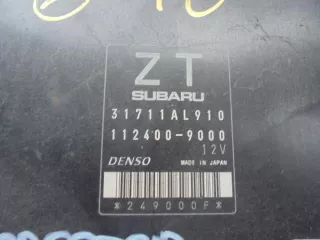 ZT
SUBARU
31711AL910
112400-9000
12V
DENSO MADE IN JAPAN
*249000F*